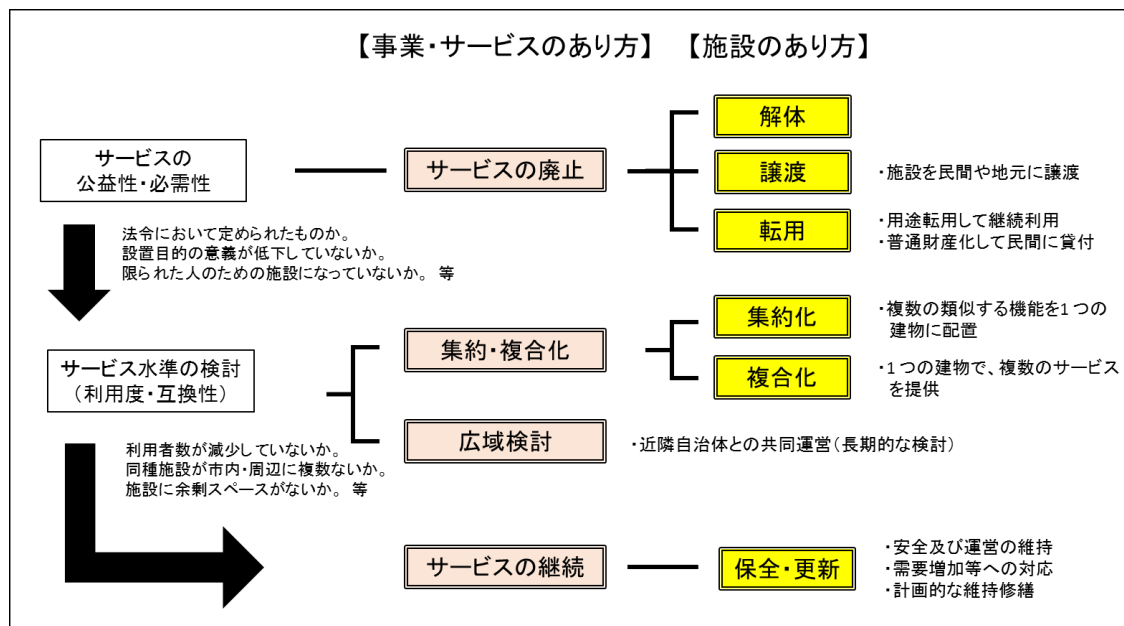 【事業・サービスのあり方】 【施設のあり方】
サービスの
公益性・必需性
サービスの廃止
解体
譲渡
・施設を民間や地元に譲渡
転用
・用途転用して継続利用
・普通財産化して民間に貸付
法令において定められたものか。
設置目的の意義が低下していないか。
限られた人のための施設になっていないか。 等
サービス水準の検討
(利用度・互換性)
集約・複合化
集約化
・複数の類似する機能を1つの
建物に配置
複合化
・1つの建物で、複数のサービス
を提供
広域検討
・近隣自治体との共同運営(長期的な検討)
利用者数が減少していないか。
同種施設が市内・周辺に複数ないか。
施設に余剰スペースがないか。 等
サービスの継続
保全・更新
・安全及び運営の維持
・需要増加等への対応
・計画的な維持修繕